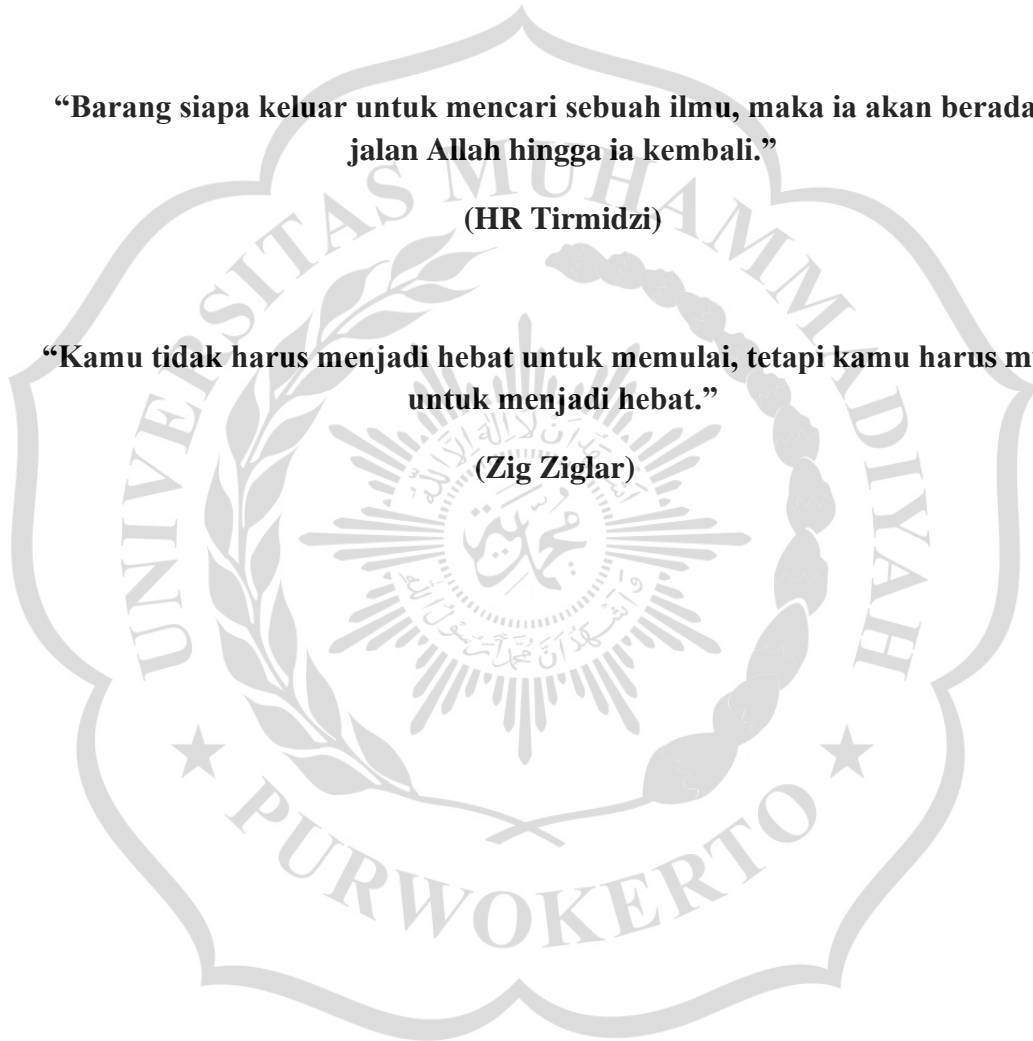 “Barang siapa keluar untuk mencari sebuah ilmu, maka ia akan berada
jalan Allah hingga ia kembali.”
(HR Tirmidzi)
“Kamu tidak harus menjadi hebat untuk memulai, tetapi kamu harus
untuk menjadi hebat.”
(Zig Ziglar)
UNIVERSITAS MUHAMMADIYAH
PURWOKERTO